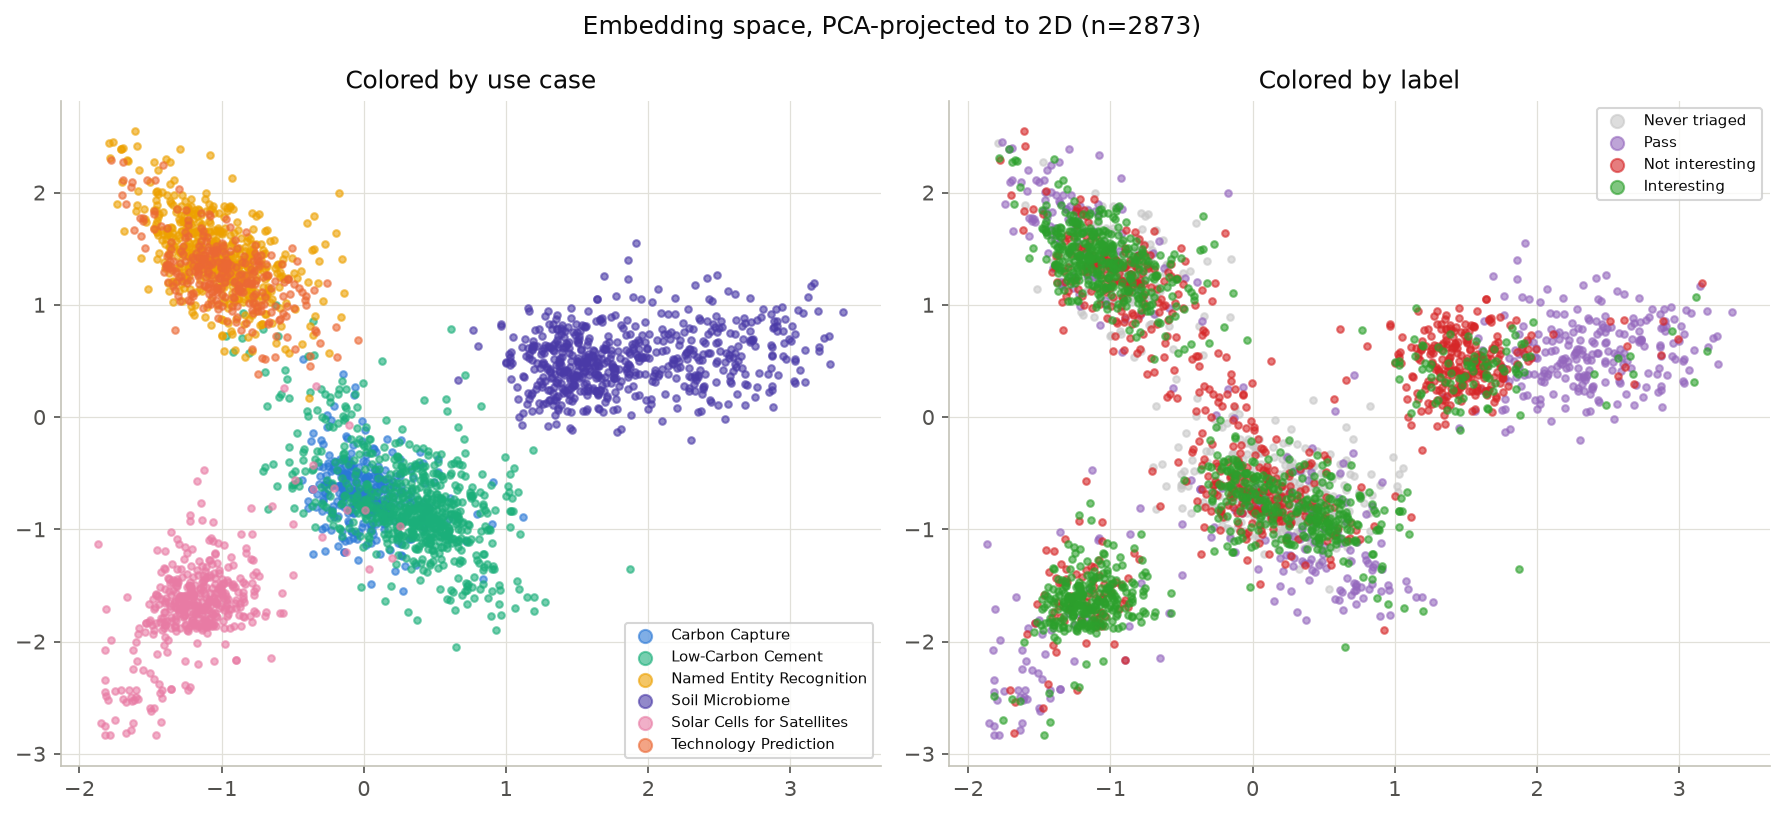 Embedding space, PCA-projected to 2D (n=2873)
Colored by use case
2
1
0
−1
−2
−3
−2
−1
0
1
2
3
Carbon Capture
Low-Carbon Cement
Named Entity Recognition
Soil Microbiome
Solar Cells for Satellites
Technology Prediction
Colored by label
2
1
0
−1
−2
−3
−2
−1
0
1
2
3
Never triaged
Pass
Not interesting
Interesting